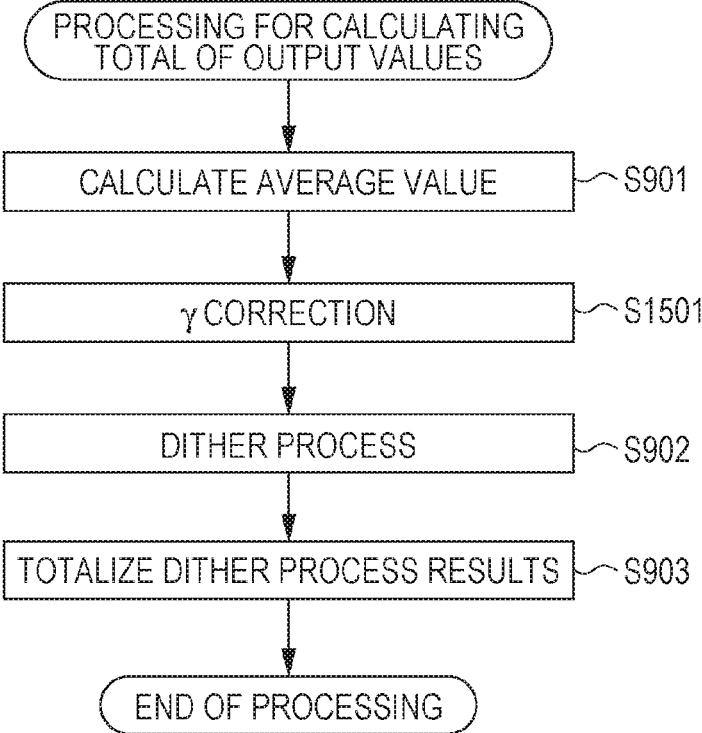 PROCESSING FOR CALCULATING
TOTAL OF OUTPUT VALUES
CALCULATE AVERAGE VALUE
S901
γ CORRECTION
S1501
DITHER PROCESS
S902
TOTALIZE DITHER PROCESS RESULTS
S903
END OF PROCESSING